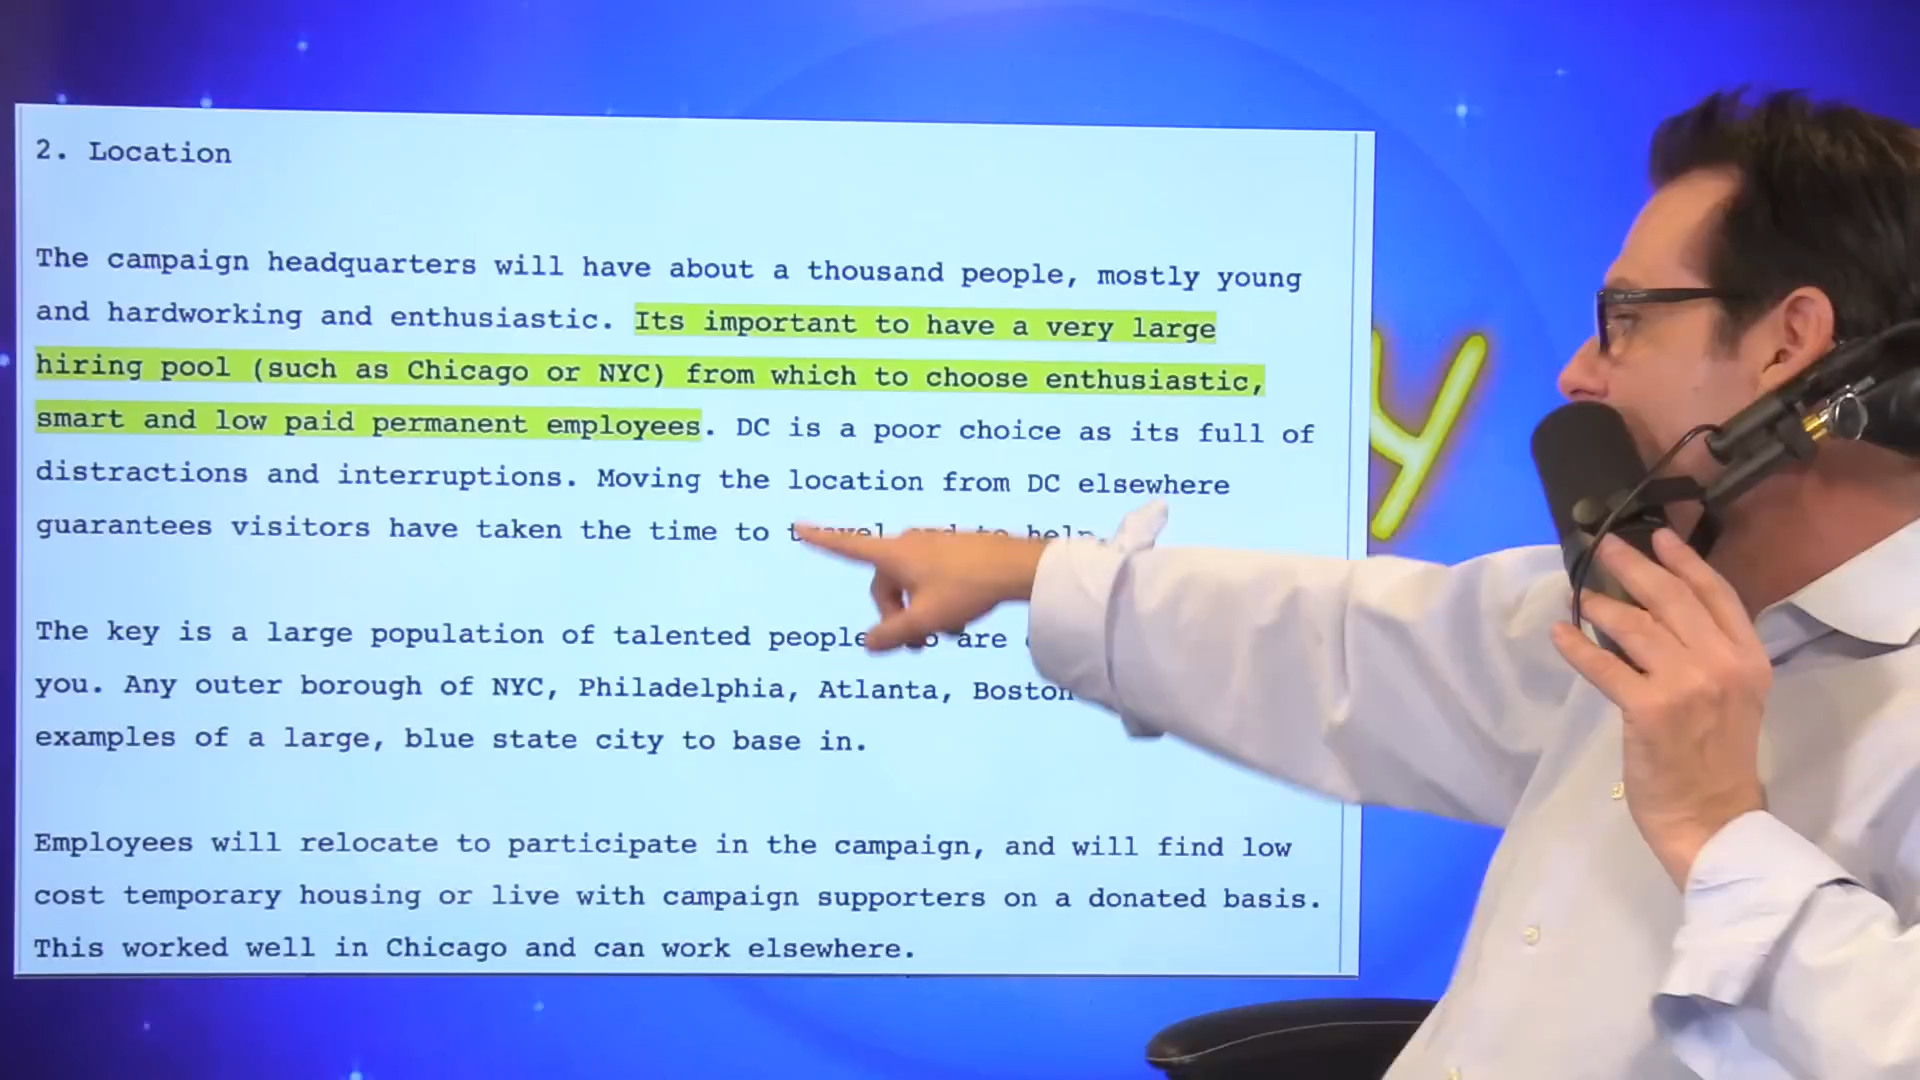 2. Location
The campaign headquarters will have about a thousand people, mostly young
and hardworking and enthusiastic. Its important to have a very large
hiring pool (such as Chicago or NYC) from which to choose enthusiastic,
smart and low paid permanent employees. DC is a poor choice as its full of
distractions and interruptions. Moving the location from DC elsewhere
guarantees visitors have taken the time to travel and to help.
The key is a large population of talented people are
you. Any outer borough of NYC, Philadelphia, Atlanta, Boston
examples of a large, blue state city to base in.
Employees will relocate to participate in the campaign, and will find low
cost temporary housing or live with campaign supporters on a donated basis.
This worked well in Chicago and can work elsewhere.
Y